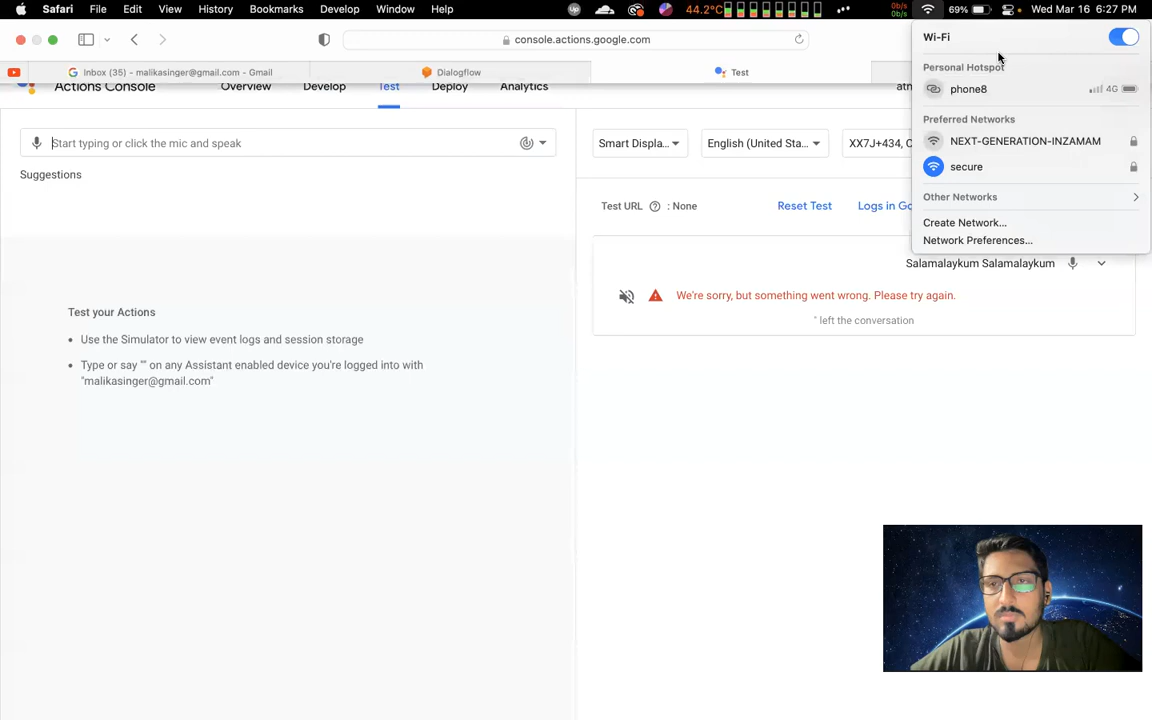 Safari File Edit View History Bookmarks Develop Window Help Up 44.2°C 0b/s 0b/s 69% Wed Mar 16 6:27 PM
console.actions.google.com
Inbox (35) - malikasinger@gmail.com - Gmail Dialogflow Test
Actions Console Overview Develop Test Deploy Analytics
Start typing or click the mic and speak
Suggestions
Test your Actions
• Use the Simulator to view event logs and session storage
• Type or say "" on any Assistant enabled device you're logged into with
"malikasinger@gmail.com"
Smart Displa... English (United Sta... XX7J+434,
Test URL : None Reset Test Logs in
Salamalaykum Salamalaykum
We're sorry, but something went wrong. Please try again.
" left the conversation
Wi-Fi
Personal Hotspot
phone8 4G
Preferred Networks
NEXT-GENERATION-INZAMAM
secure
Other Networks
Create Network...
Network Preferences...